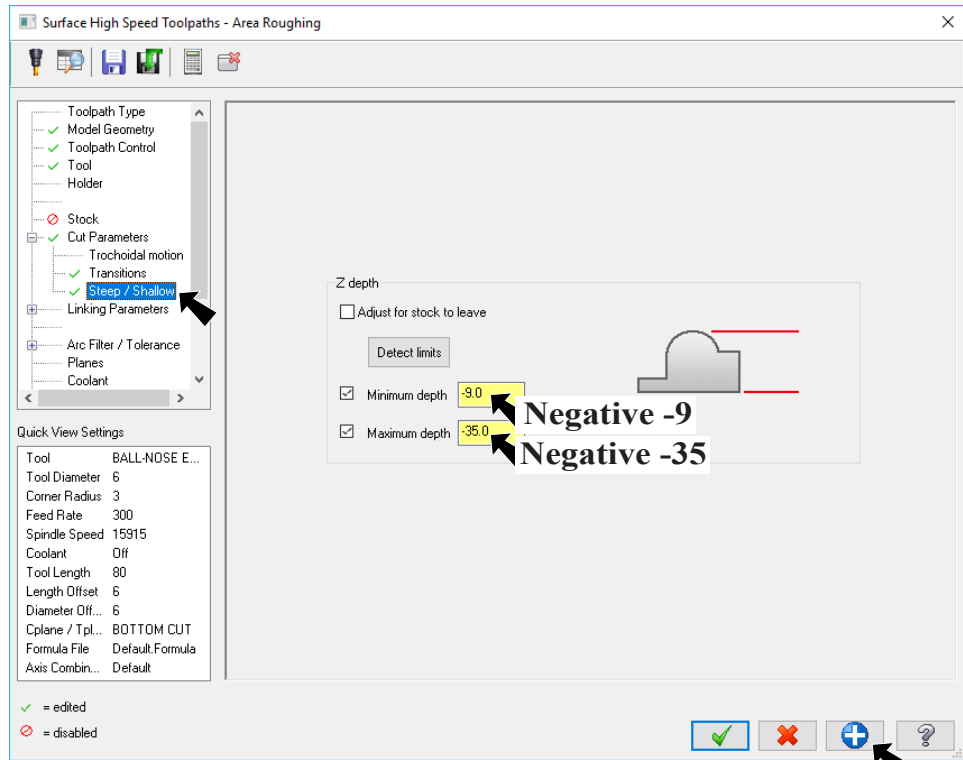 Surface High Speed Toolpaths - Area Roughing
Toolpath Type
Model Geometry
Toolpath Control
Tool
Holder
Stock
Cut Parameters
Trochoidal motion
Transitions
Steep / Shallow
Linking Parameters
Arc Filter / Tolerance
Planes
Coolant
Z depth
Adjust for stock to leave
Detect limits
Minimum depth -9.0
Negative -9
Maximum depth -35.0
Negative -35
Quick View Settings
Tool BALL-NOSE E...
Tool Diameter 6
Corner Radius 3
Feed Rate 300
Spindle Speed 15915
Coolant Off
Tool Length 80
Length Offset 6
Diameter Off... 6
Cplane / Tpl... BOTTOM CUT
Formula File Default.Formula
Axis Combin... Default
= edited
= disabled